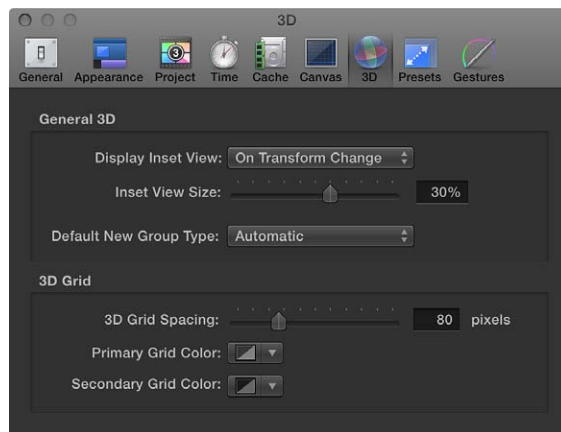 3D
General Appearance Project Time Cache Canvas 3D Presets Gestures
General 3D
Display Inset View: On Transform Change
Inset View Size: 30%
Default New Group Type: Automatic
3D Grid
3D Grid Spacing: 80 pixels
Primary Grid Color:
Secondary Grid Color: